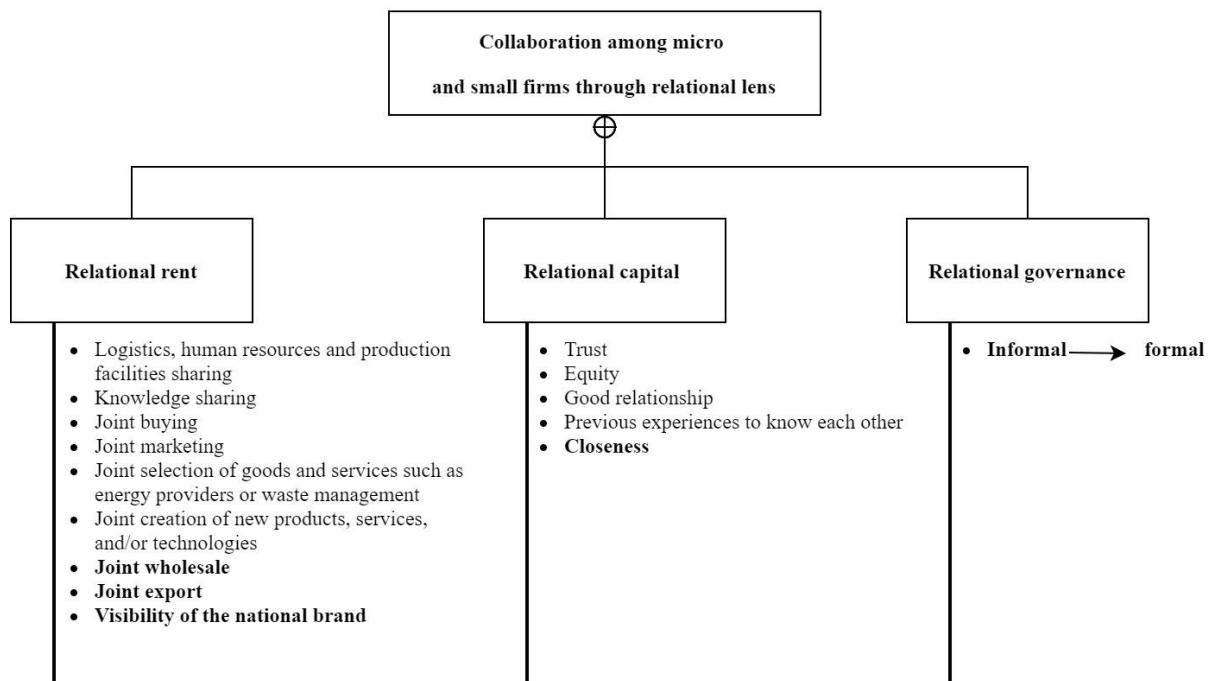 Collaboration among micro
and small firms through relational lens
Relational rent
Relational capital
Relational governance
• Logistics, human resources and production
facilities sharing
• Knowledge sharing
• Joint buying
• Joint marketing
• Joint selection of goods and services such as
energy providers or waste management
• Joint creation of new products, services,
and/or technologies
• Joint wholesale
• Joint export
• Visibility of the national brand
• Trust
• Equity
• Good relationship
• Previous experiences to know each other
• Closeness
• Informal formal